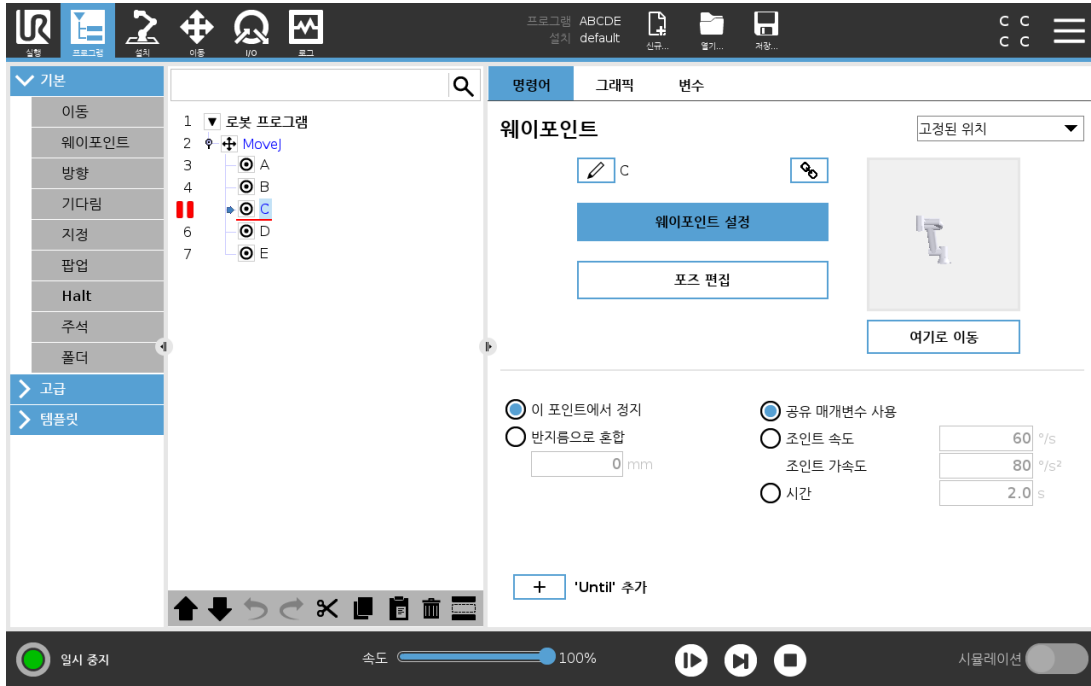 UR
실행
프로그램
설치
이동
I/O
로그
프로그램 ABCDE
설치 default
신규...
열기...
저장...
C C
C C
기본
이동
웨이포인트
방향
기다림
지정
팝업
Halt
주석
폴더
고급
템플릿
1 ▼ 로봇 프로그램
2 MoveJ
3 A
4 B
C
6 D
7 E
명령어 그래픽 변수
웨이포인트
고정된 위치
C
웨이포인트 설정
포즈 편집
여기로 이동
이 포인트에서 정지
반지름으로 혼합
0 mm
공유 매개변수 사용
조인트 속도 60 °/s
조인트 가속도 80 °/s²
시간 2.0 s
+ 'Until' 추가
일시 중지
속도 100%
시뮬레이션